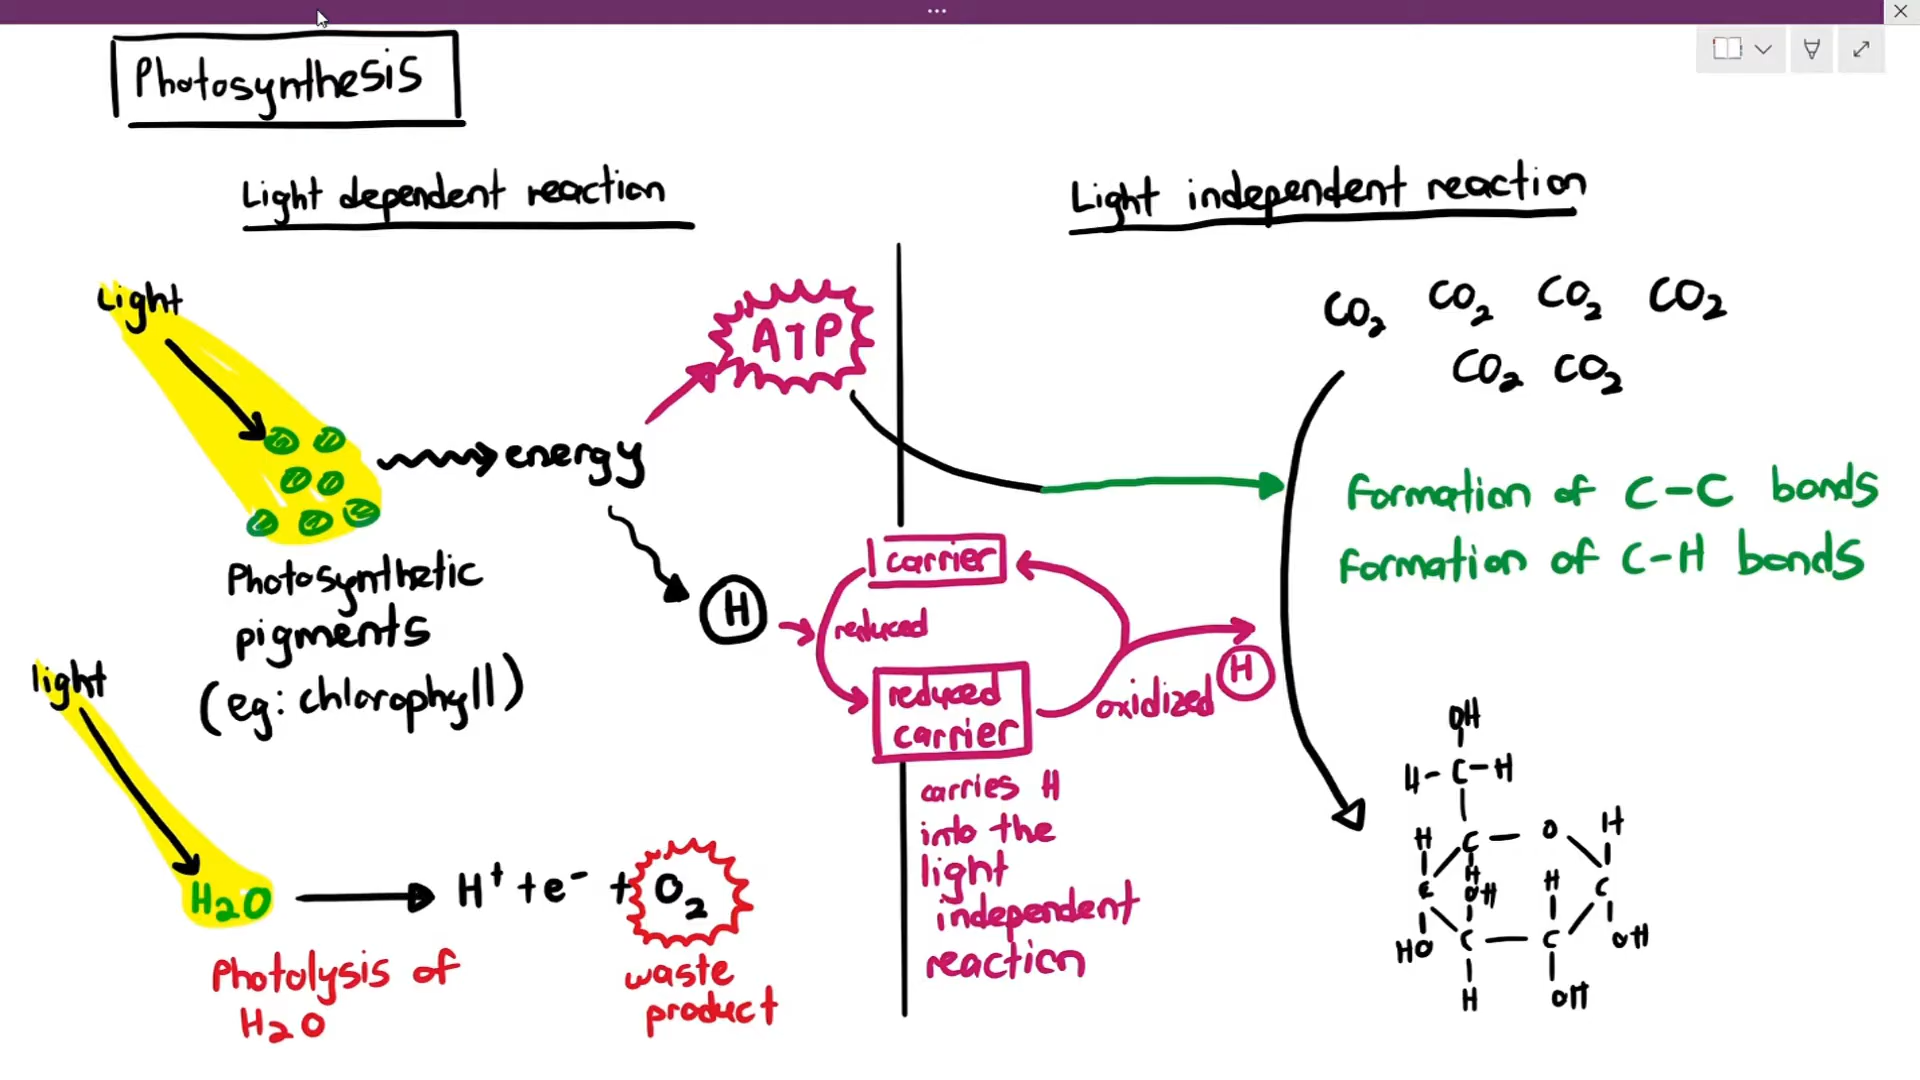 Photosynthesis
Light dependent reaction
Light independent reaction
Light
ATP
energy
Photosynthetic
pigments
(eg: chlorophyll)
H
light
H2O
H⁺ + e⁻ + O₂
Photolysis of
H2O
waste
product
carrier
reduced
reduced
carrier
oxidized
H
carries H
into the
light
independent
reaction
CO₂ CO₂ CO₂ CO₂
CO₂ CO₂
formation of C-C bonds
formation of C-H bonds
OH
H-C-H
H C O H
C H OH H C
HO C C OH
H OH